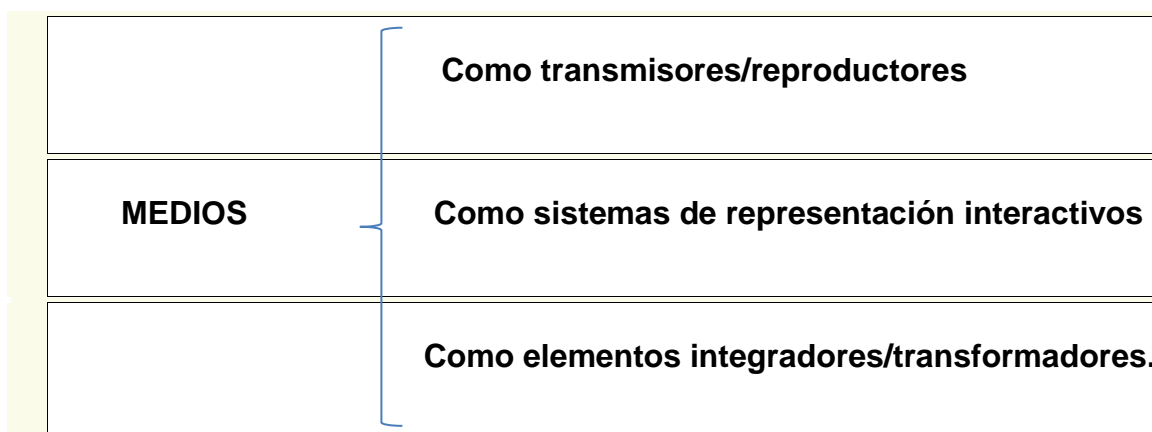 Como transmisores/reproductores
MEDIOS
Como sistemas de representación interactivos
Como elementos integradores/transformadores.